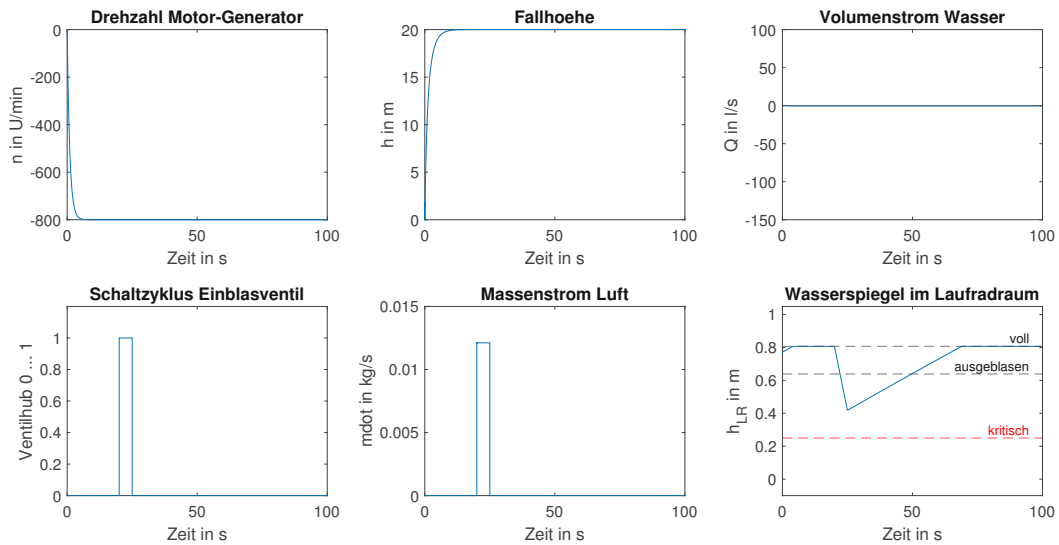 Drehzahl Motor-Generator
n in U/min
0
-200
-400
-600
-800
0 50 100
Zeit in s
Fallhoehe
h in m
20
15
10
5
0
0 50 100
Zeit in s
Volumenstrom Wasser
Q in l/s
100
50
0
-50
-100
-150
0 50 100
Zeit in s
Schaltzyklus Einblasventil
Ventilhub 0 ... 1
1
0.8
0.6
0.4
0.2
0
0 50 100
Zeit in s
Massenstrom Luft
mdot in kg/s
0.015
0.01
0.005
0
0 50 100
Zeit in s
Wasserspiegel im Laufradraum
h_LR in m
1
0.8
0.6
0.4
0.2
0
voll
ausgeblasen
kritisch
0 50 100
Zeit in s